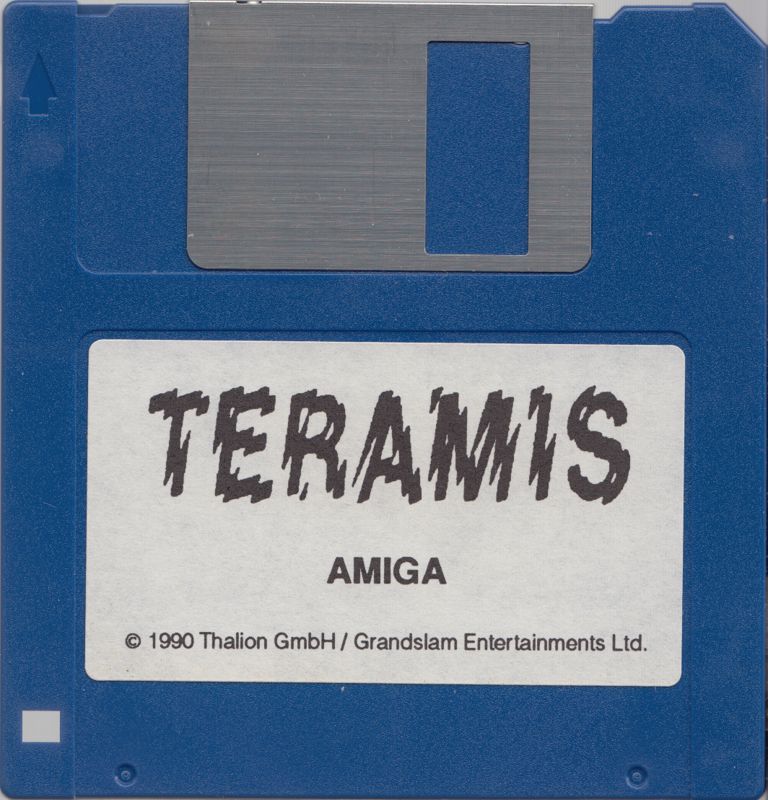 TERAMIS
AMIGA
© 1990 Thalion GmbH / Grandslam Entertainments Ltd.